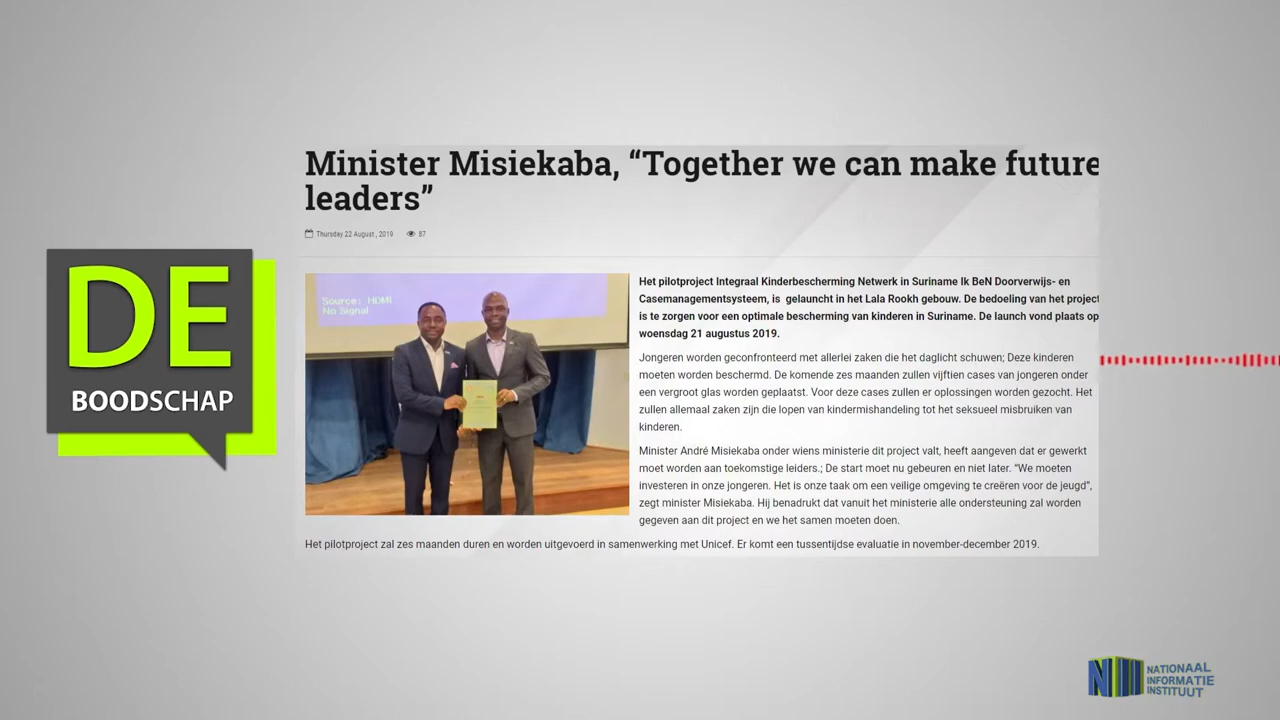 Minister Misiekaba, “Together we can make future
leaders”
Thursday 22 August , 2019 87
Source: HDMI
No Signal
Het pilotproject Integraal Kinderbescherming Netwerk in Suriname Ik BeN Doorverwijs- en
Casemanagementsysteem, is gelauncht in het Lala Rookh gebouw. De bedoeling van het project
is te zorgen voor een optimale bescherming van kinderen in Suriname. De launch vond plaats op
woensdag 21 augustus 2019.
Jongeren worden geconfronteerd met allerlei zaken die het daglicht schuwen; Deze kinderen
moeten worden beschermd. De komende zes maanden zullen vijftien cases van jongeren onder
een vergroot glas worden geplaatst. Voor deze cases zullen er oplossingen worden gezocht. Het
zullen allemaal zaken zijn die lopen van kindermishandeling tot het seksueel misbruiken van
kinderen.
Minister André Misiekaba onder wiens ministerie dit project valt, heeft aangeven dat er gewerkt
moet worden aan toekomstige leiders.; De start moet nu gebeuren en niet later. “We moeten
investeren in onze jongeren. Het is onze taak om een veilige omgeving te creëren voor de jeugd”,
zegt minister Misiekaba. Hij benadrukt dat vanuit het ministerie alle ondersteuning zal worden
gegeven aan dit project en we het samen moeten doen.
Het pilotproject zal zes maanden duren en worden uitgevoerd in samenwerking met Unicef. Er komt een tussentijdse evaluatie in november-december 2019.
DE
BOODSCHAP
NII
NATIONAAL
INFORMATIE
INSTITUUT